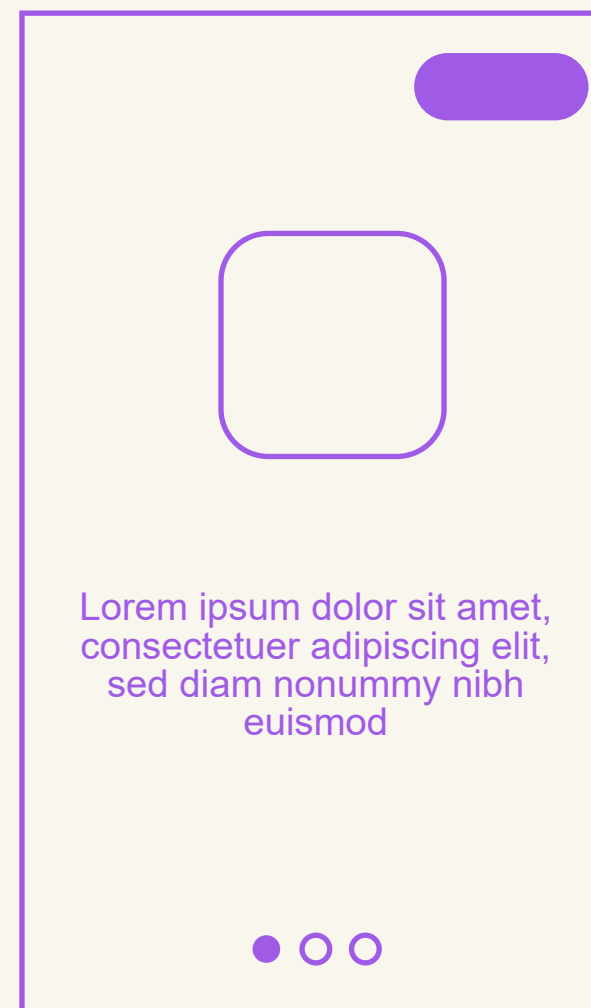 Lorem ipsum dolor sit amet,
consectetuer adipiscing elit,
sed diam nonummy nibh
euismod